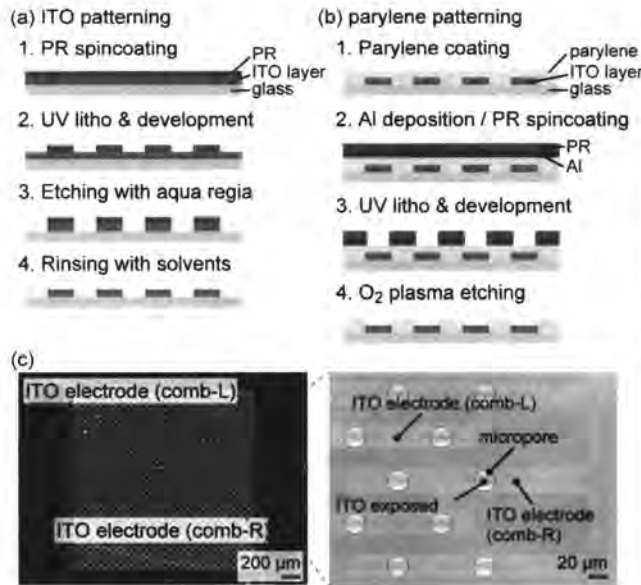 (a) ITO patterning
1. PR spincoating
PR
ITO layer
glass
2. UV litho & development
3. Etching with aqua regia
4. Rinsing with solvents
(b) parylene patterning
1. Parylene coating
parylene
ITO layer
glass
2. Al deposition / PR spincoating
PR
Al
3. UV litho & development
4. O₂ plasma etching
(c)
ITO electrode (comb-L)
ITO electrode (comb-R)
200 μm
ITO electrode (comb-L)
micropore
ITO exposed
ITO electrode
(comb-R)
20 μm